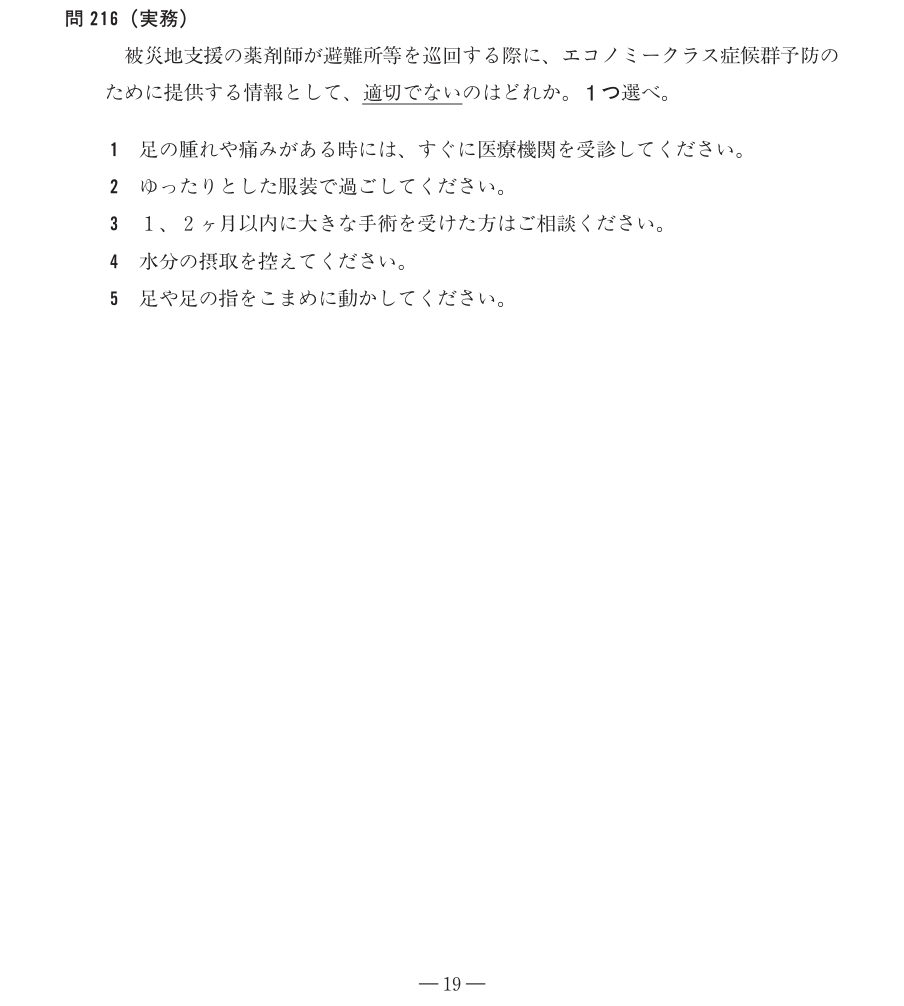 問 216（実務）
被災地支援の薬剤師が避難所等を巡回する際に、エコノミークラス症候群予防の
ために提供する情報として、適切でないのはどれか。１つ選べ。
1　足の腫れや痛みがある時には、すぐに医療機関を受診してください。
2　ゆったりとした服装で過ごしてください。
3　１、２ヶ月以内に大きな手術を受けた方はご相談ください。
4　水分の摂取を控えてください。
5　足や足の指をこまめに動かしてください。
― 19 ―